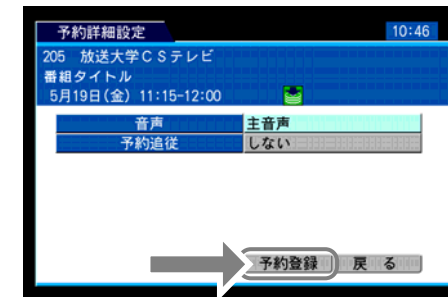 予約詳細設定 10:46
205 放送大学CSテレビ
番組タイトル
5月19日(金) 11:15-12:00
音声 主音声
予約追従 しない
予約登録 戻る